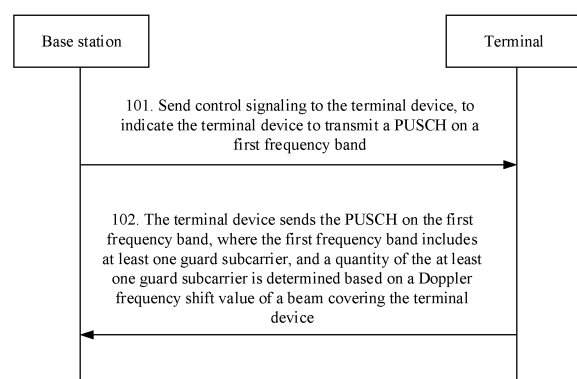 Base station
Terminal
101. Send control signaling to the terminal device, to
indicate the terminal device to transmit a PUSCH on a
first frequency band
102. The terminal device sends the PUSCH on the first
frequency band, where the first frequency band includes
at least one guard subcarrier, and a quantity of the at least
one guard subcarrier is determined based on a Doppler
frequency shift value of a beam covering the terminal
device